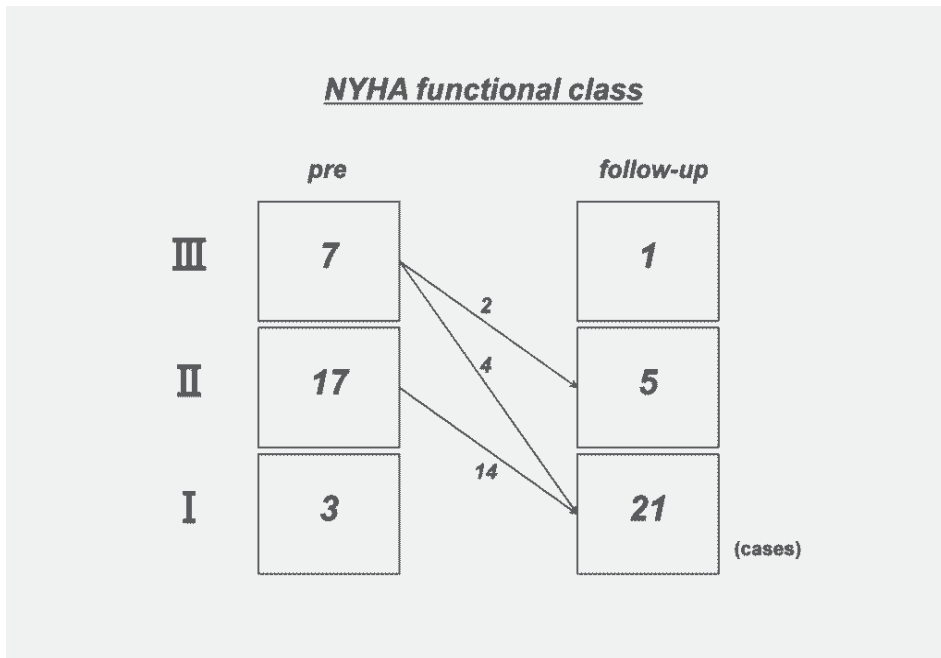 NYHA functional class
pre follow-up
III 7 1
2
4
II 17 5
14
I 3 21
(cases)